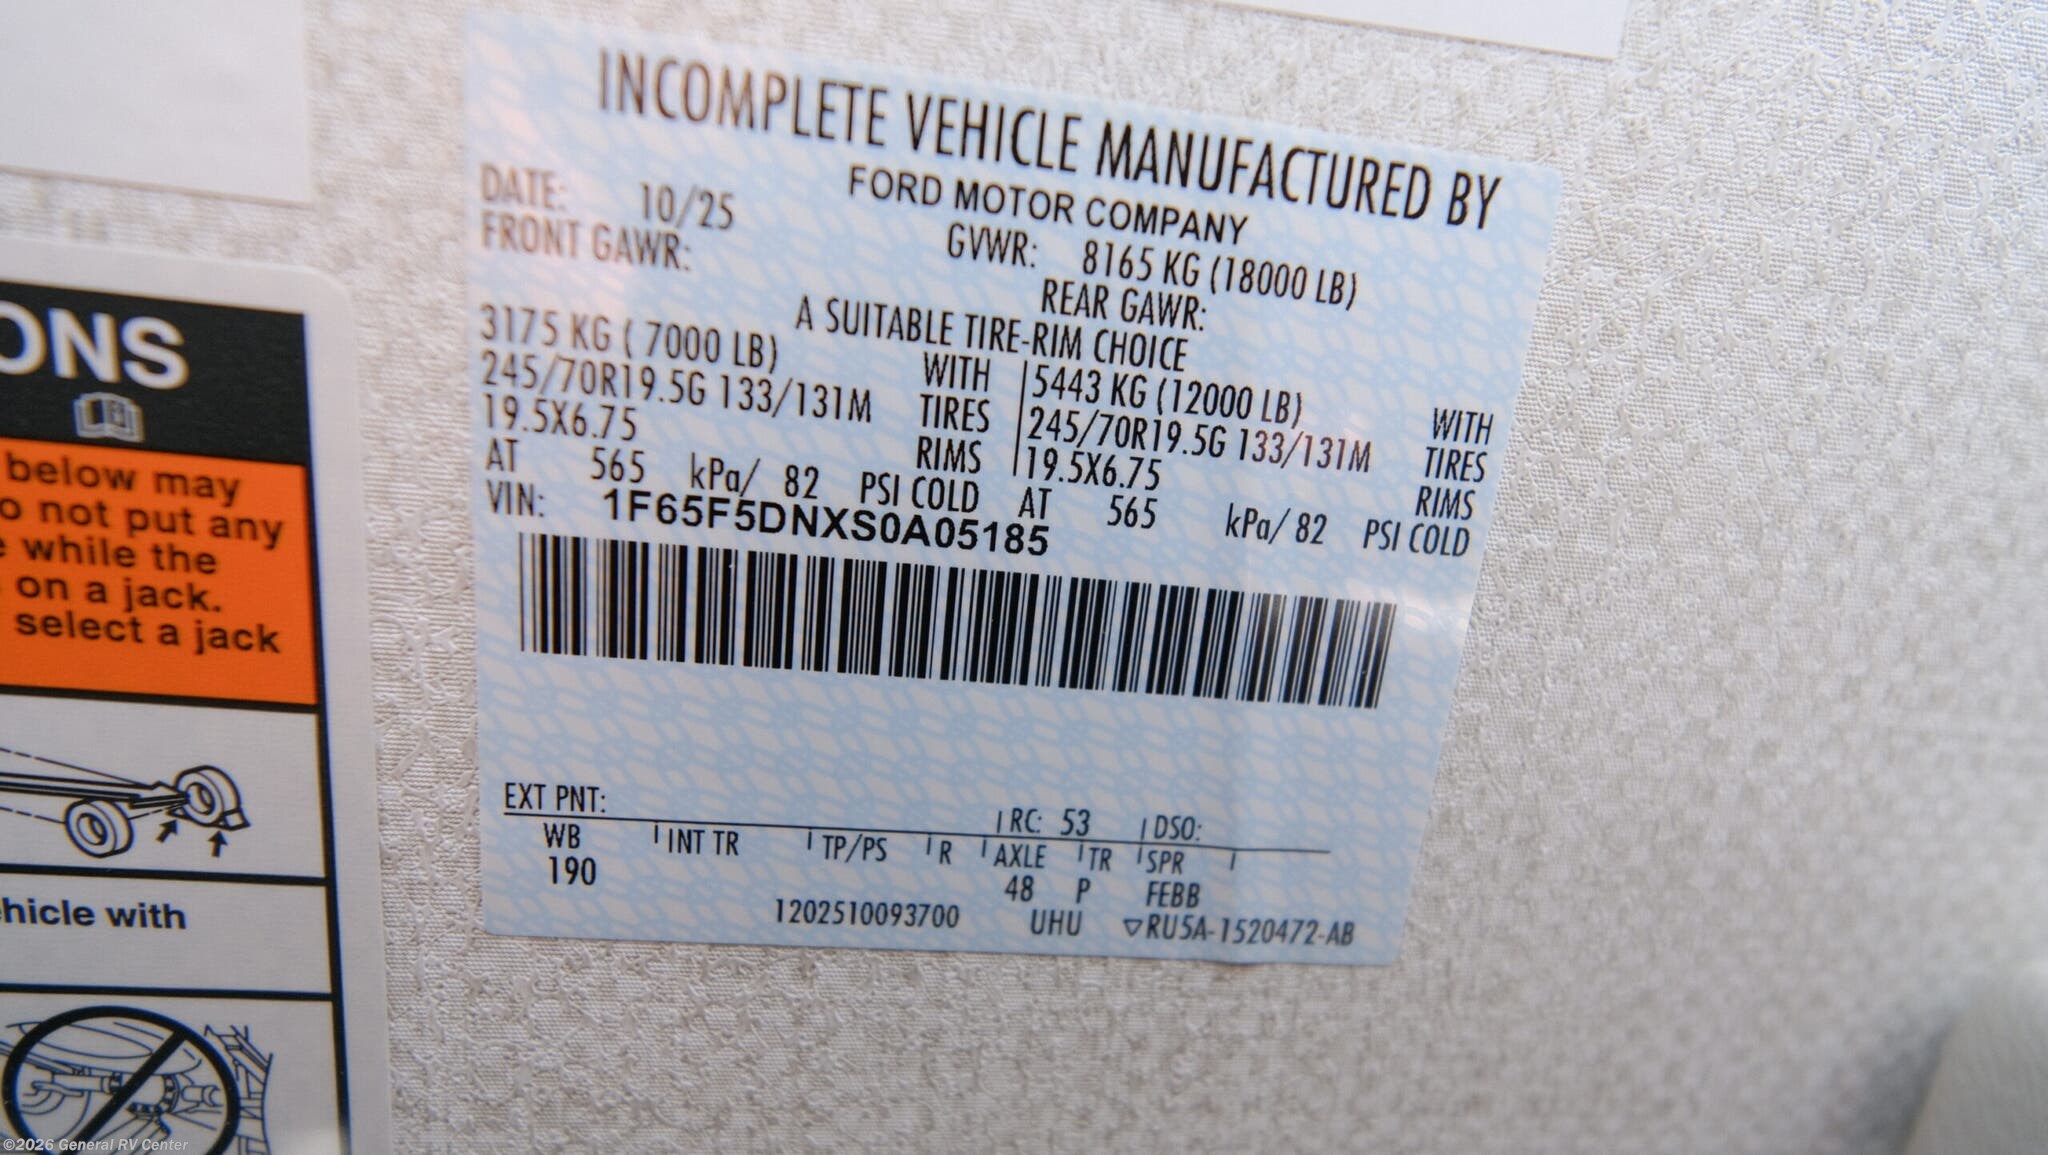 INCOMPLETE VEHICLE MANUFACTURED BY
FORD MOTOR COMPANY
DATE: 10/25
GVWR: 8165 KG (18000 LB)
FRONT GAWR:
REAR GAWR:
A SUITABLE TIRE-RIM CHOICE
3175 KG ( 7000 LB) WITH
245/70R19.5G 133/131M TIRES
19.5X6.75 RIMS
AT 565 kPa/ 82 PSI COLD
5443 KG (12000 LB) WITH
245/70R19.5G 133/131M TIRES
19.5X6.75 RIMS
AT 565 kPa/ 82 PSI COLD
VIN: 1F65F5DNXS0A05185
EXT PNT: RC: 53 DSO:
WB INT TR TP/PS R AXLE TR SPR
190 48 P FEBB
1202510093700 UHU RU5A-1520472-AB
ONS
below may
o not put any
e while the
on a jack.
select a jack
hicle with
©2026 General RV Center